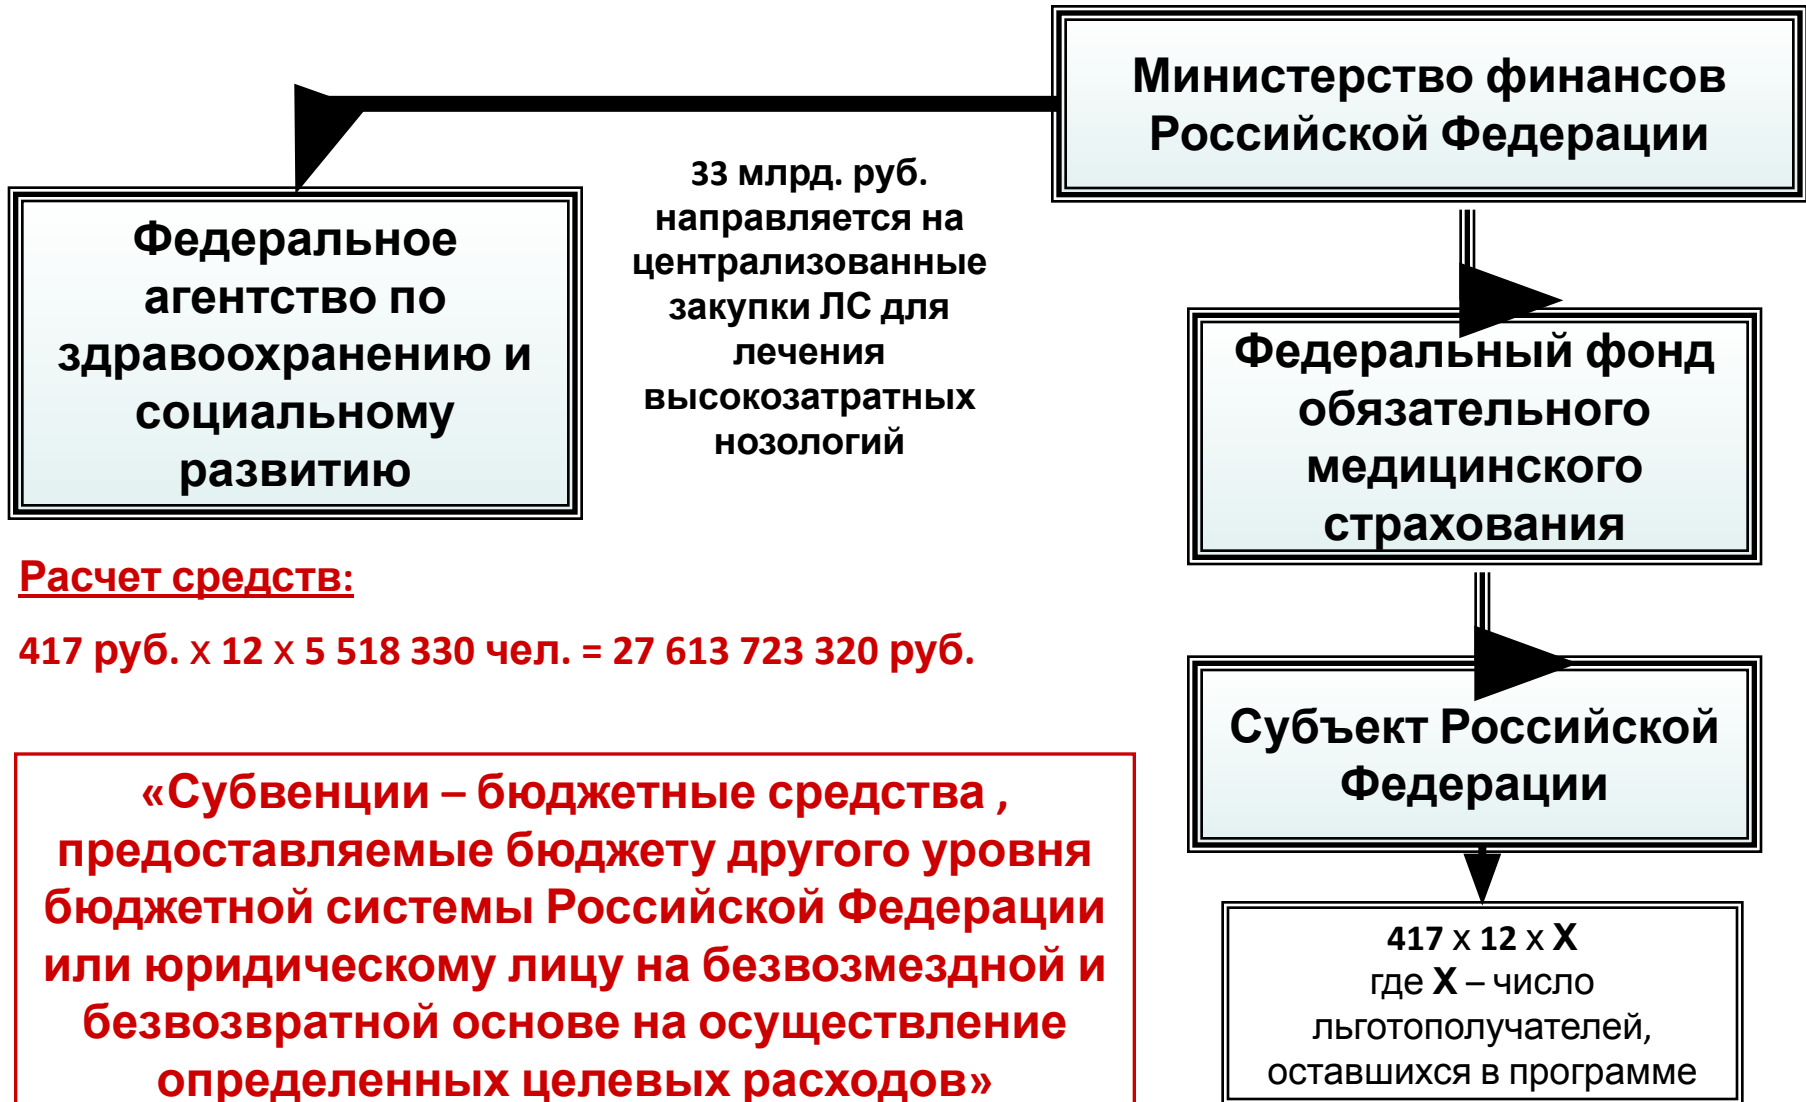 Министерство финансов
Российской Федерации
33 млрд. руб.
направляется на
централизованные
закупки ЛС для
лечения
высокозатратных
нозологий
Федеральное
агентство по
здравоохранению и
социальному
развитию
Федеральный фонд
обязательного
медицинского
страхования
Расчет средств:
417 руб. х 12 х 5 518 330 чел. = 27 613 723 320 руб.
Субъект Российской
Федерации
«Субвенции – бюджетные средства ,
предоставляемые бюджету другого уровня
бюджетной системы Российской Федерации
или юридическому лицу на безвозмездной и
безвозвратной основе на осуществление
определенных целевых расходов»
417 х 12 х Х
где Х – число
льготополучателей,
оставшихся в программе